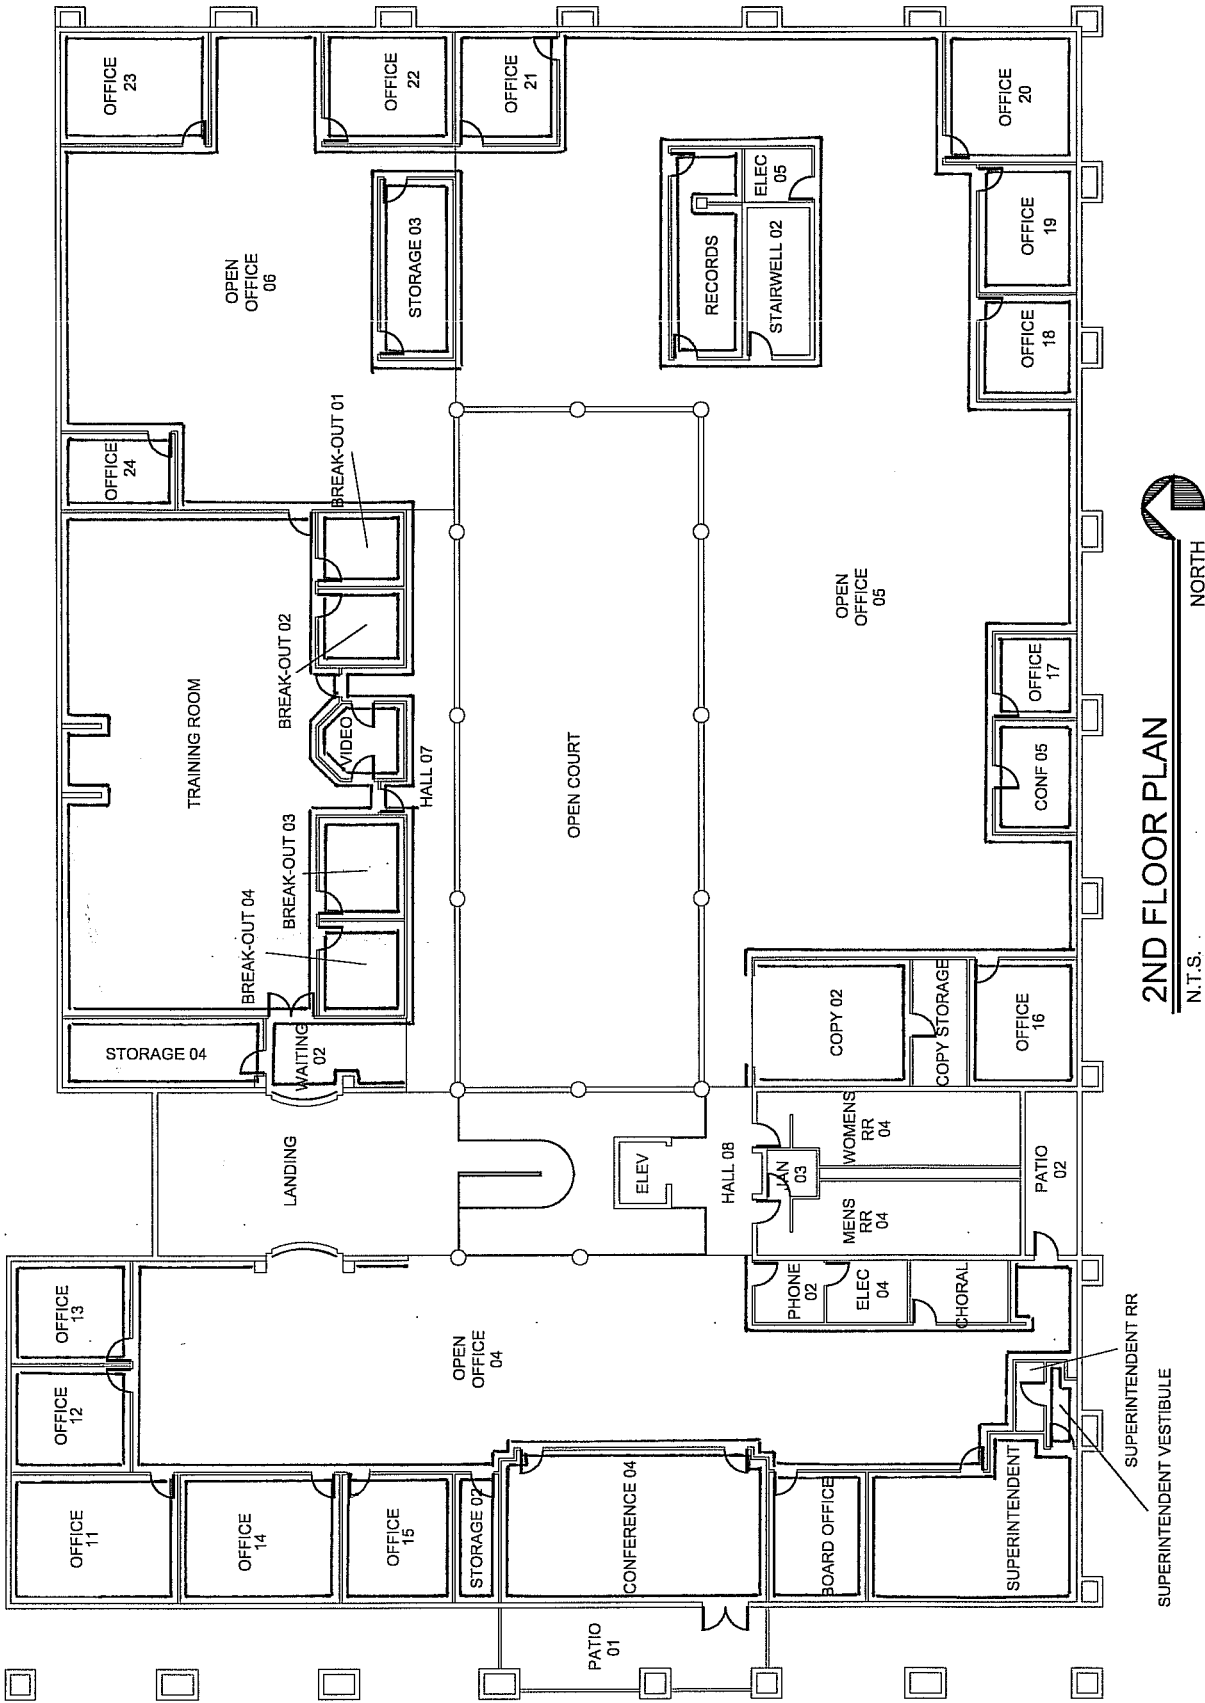 OFFICE
23
OFFICE
22
OFFICE
21
OFFICE
20
OPEN
OFFICE
06
STORAGE 03
RECORDS
ELEC
05
STAIRWELL 02
OFFICE
19
OFFICE
18
OFFICE
24
BREAK-OUT 01
BREAK-OUT 02
TRAINING ROOM
VIDEO
HALL 07
BREAK-OUT 03
BREAK-OUT 04
OPEN COURT
OPEN
OFFICE
05
OFFICE
17
CONF 05
STORAGE 04
WAITING
02
COPY 02
COPY STORAGE
OFFICE
16
LANDING
ELEV
HALL 08
JAN
03
WOMENS
RR
04
MENS
RR
04
PATIO
02
OFFICE
13
OFFICE
12
OPEN
OFFICE
04
PHONE
02
ELEC
04
CHORAL
SUPERINTENDENT RR
SUPERINTENDENT VESTIBULE
OFFICE
11
OFFICE
14
OFFICE
15
STORAGE 02
CONFERENCE 04
BOARD OFFICE
SUPERINTENDENT
PATIO
01
2ND FLOOR PLAN
N.T.S.
NORTH